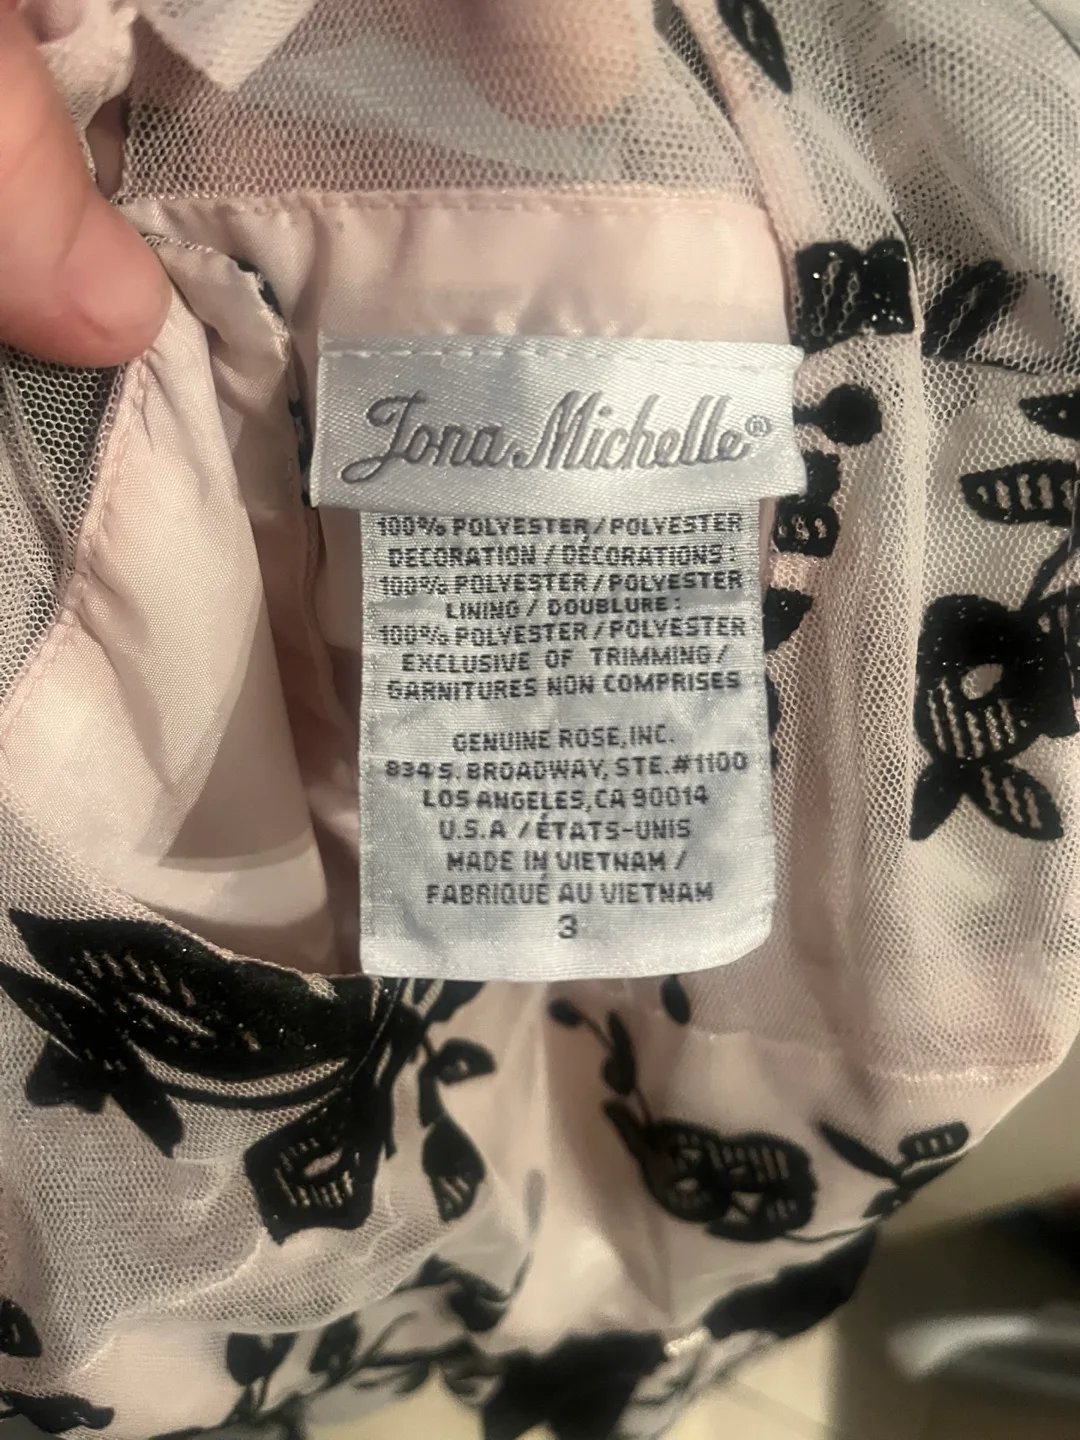 Jona Michelle®
100% POLYESTER / POLYESTER
DECORATION / DÉCORATIONS :
100% POLYESTER / POLYESTER
LINING / DOUBLURE :
100% POLYESTER / POLYESTER
EXCLUSIVE OF TRIMMING /
GARNITURES NON COMPRISES
GENUINE ROSE, INC.
834 S. BROADWAY, STE.#1100
LOS ANGELES, CA 90014
U.S.A / ÉTATS-UNIS
MADE IN VIETNAM /
FABRIQUÉ AU VIETNAM
3